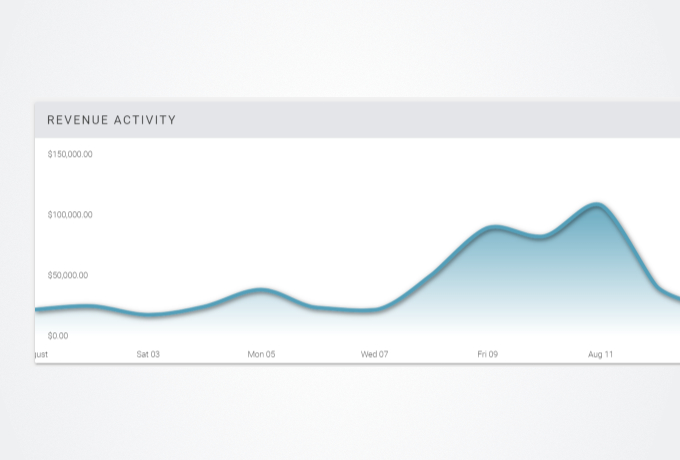 REVENUE ACTIVITY
$150,000.00
$100,000.00
$50,000.00
$0.00
gust Sat 03 Mon 05 Wed 07 Fri 09 Aug 11